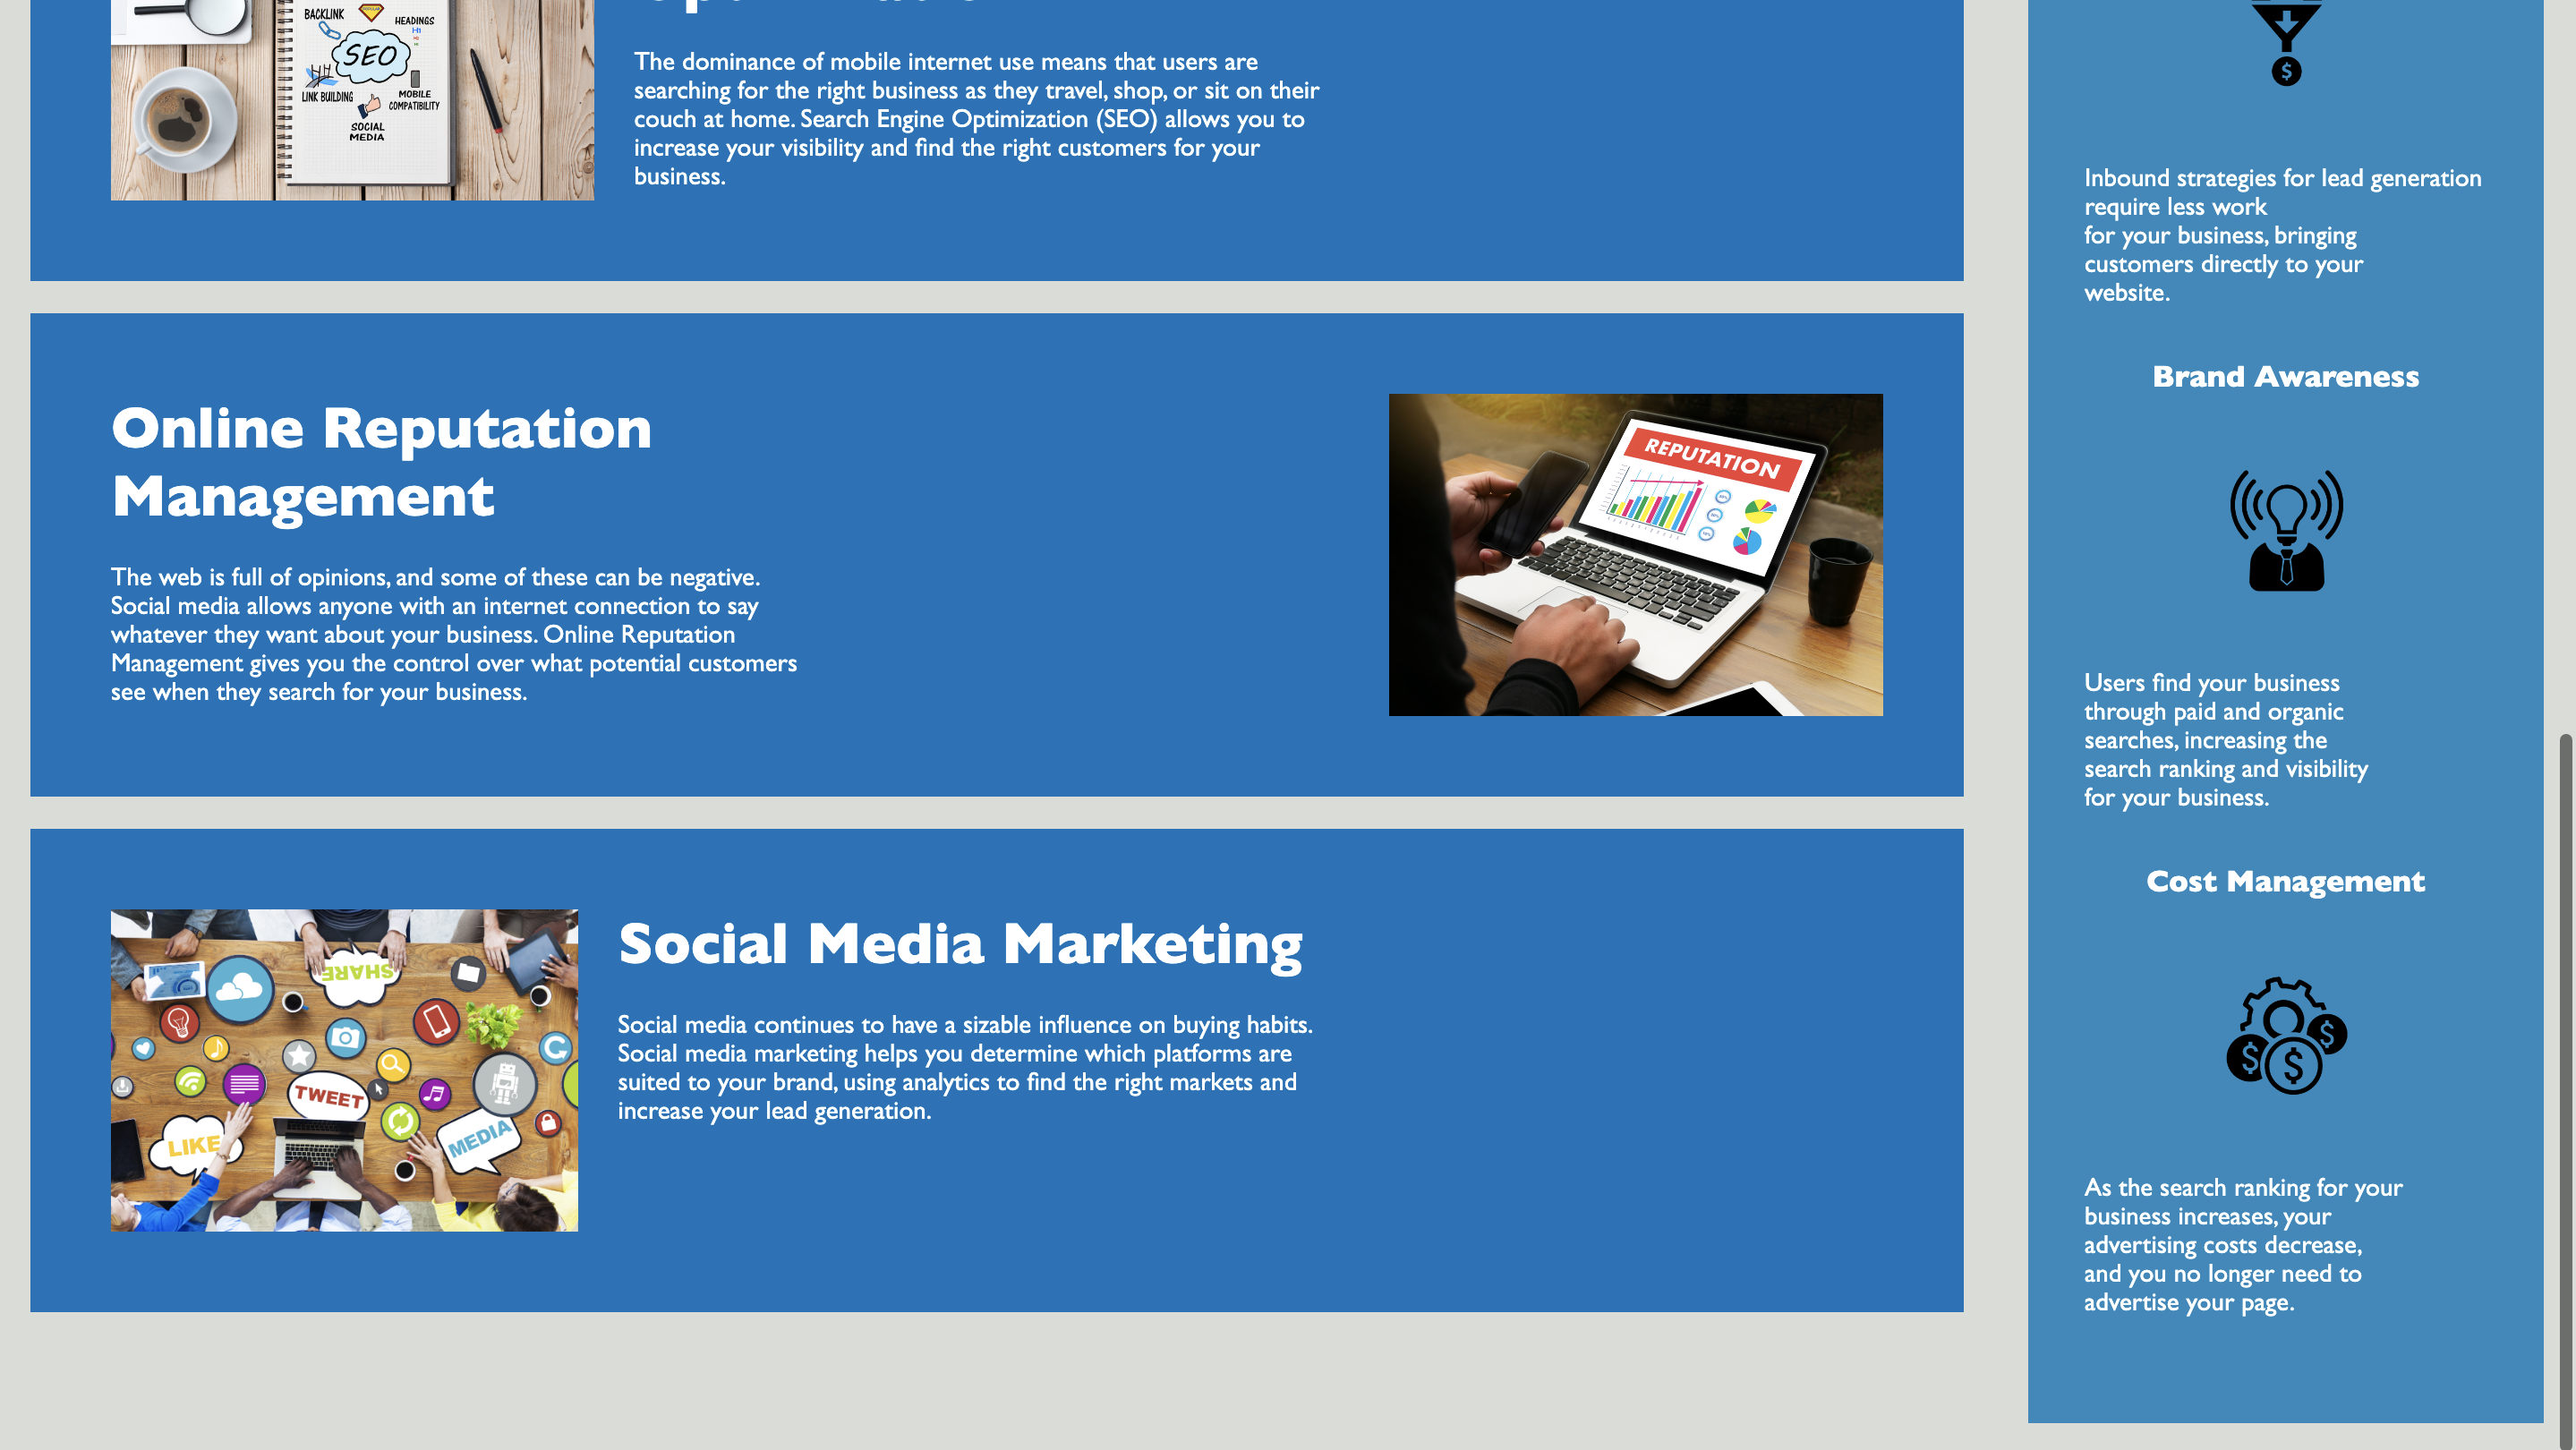 BACKLINK
HEADINGS
H1
SEO
LINK BUILDING
MOBILE
COMPATIBILITY
SOCIAL
MEDIA
The dominance of mobile internet use means that users are
searching for the right business as they travel, shop, or sit on their
couch at home. Search Engine Optimization (SEO) allows you to
increase your visibility and find the right customers for your
business.
Online Reputation
Management
The web is full of opinions, and some of these can be negative.
Social media allows anyone with an internet connection to say
whatever they want about your business. Online Reputation
Management gives you the control over what potential customers
see when they search for your business.
REPUTATION
SHARE
TWEET
LIKE
MEDIA
Social Media Marketing
Social media continues to have a sizable influence on buying habits.
Social media marketing helps you determine which platforms are
suited to your brand, using analytics to find the right markets and
increase your lead generation.
$
Inbound strategies for lead generation
require less work
for your business, bringing
customers directly to your
website.
Brand Awareness
Users find your business
through paid and organic
searches, increasing the
search ranking and visibility
for your business.
Cost Management
$ $ $
As the search ranking for your
business increases, your
advertising costs decrease,
and you no longer need to
advertise your page.